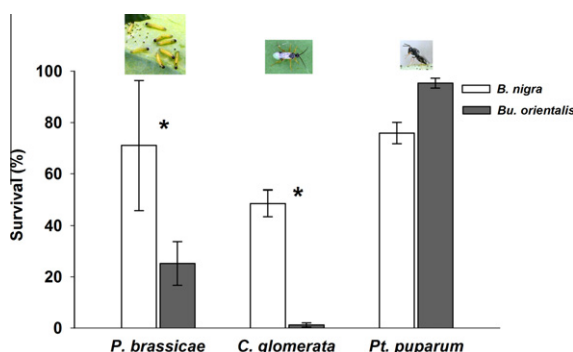 100
80
60
40
20
0
Survival (%)
*
*
B. nigra
Bu. orientalis
P. brassicae
C. glomerata
Pt. puparum